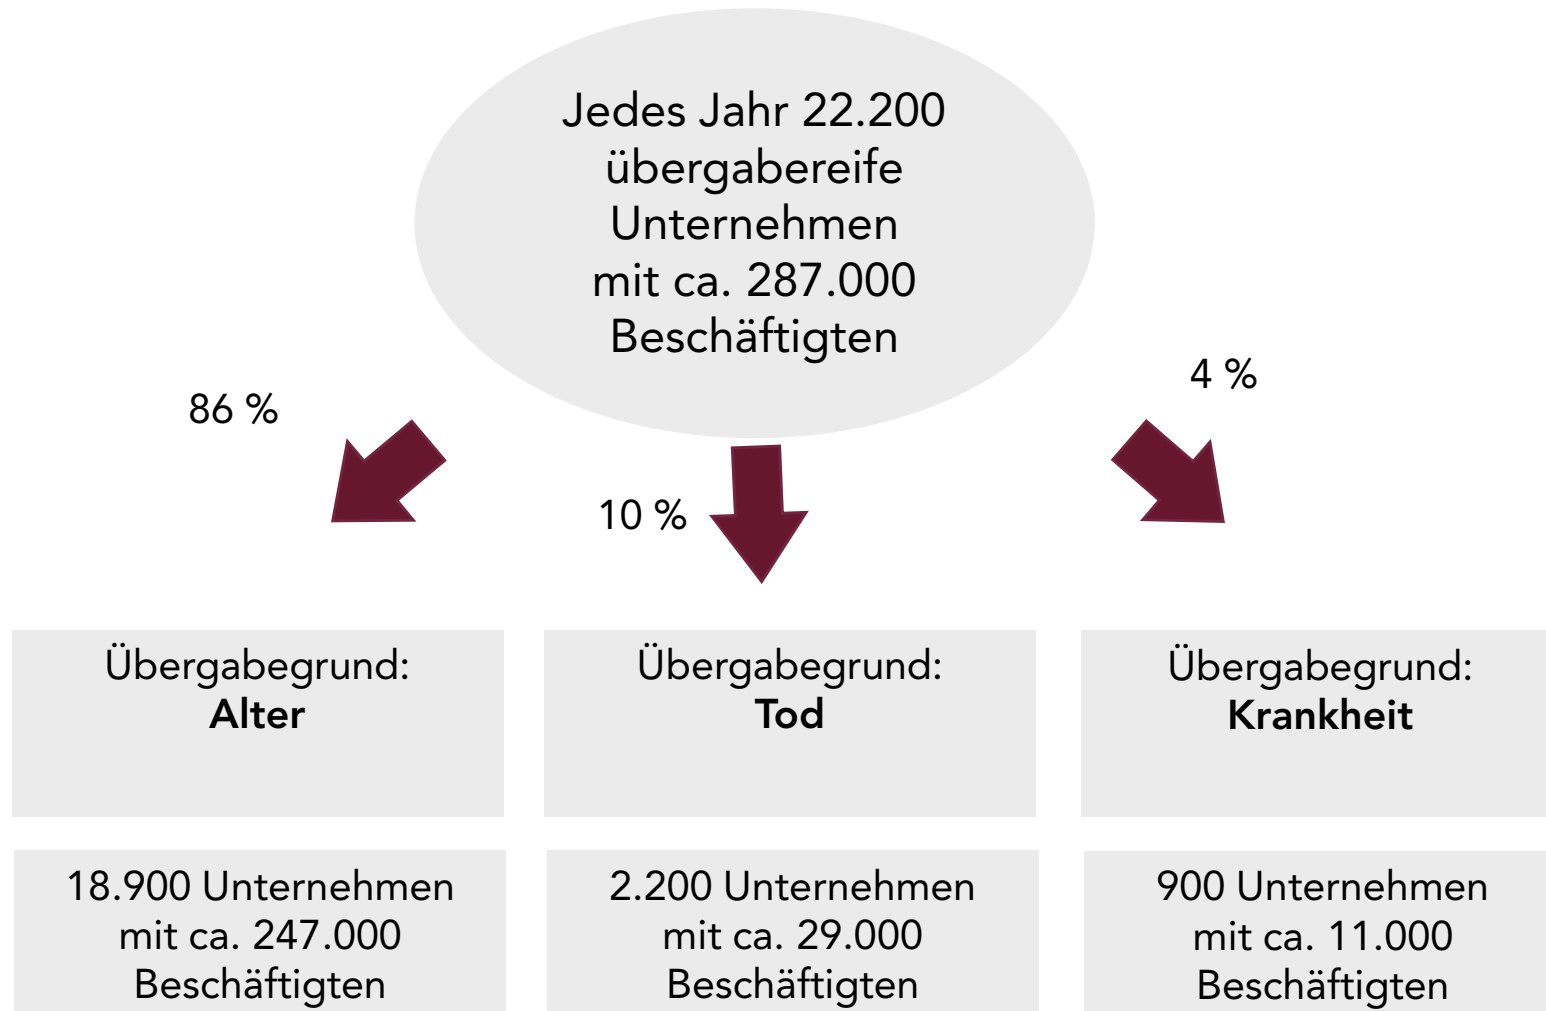 Jedes Jahr 22.200
übergabereife
Unternehmen
mit ca. 287.000
Beschäftigten
86 %
10 %
4 %
Übergabegrund:
Alter
Übergabegrund:
Tod
Übergabegrund:
Krankheit
18.900 Unternehmen
mit ca. 247.000
Beschäftigten
2.200 Unternehmen
mit ca. 29.000
Beschäftigten
900 Unternehmen
mit ca. 11.000
Beschäftigten